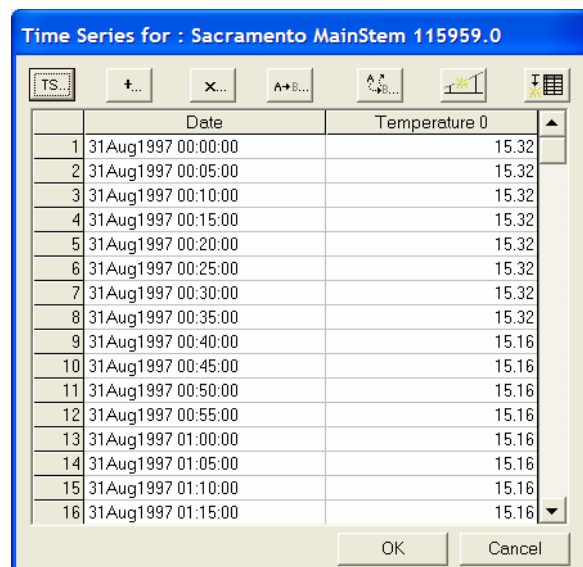 Time Series for : Sacramento MainStem 115959.0
TS... +... x... A→B... A B... 
Date Temperature 0
1 31Aug1997 00:00:00 15.32
2 31Aug1997 00:05:00 15.32
3 31Aug1997 00:10:00 15.32
4 31Aug1997 00:15:00 15.32
5 31Aug1997 00:20:00 15.32
6 31Aug1997 00:25:00 15.32
7 31Aug1997 00:30:00 15.32
8 31Aug1997 00:35:00 15.32
9 31Aug1997 00:40:00 15.16
10 31Aug1997 00:45:00 15.16
11 31Aug1997 00:50:00 15.16
12 31Aug1997 00:55:00 15.16
13 31Aug1997 01:00:00 15.16
14 31Aug1997 01:05:00 15.16
15 31Aug1997 01:10:00 15.16
16 31Aug1997 01:15:00 15.16
OK Cancel